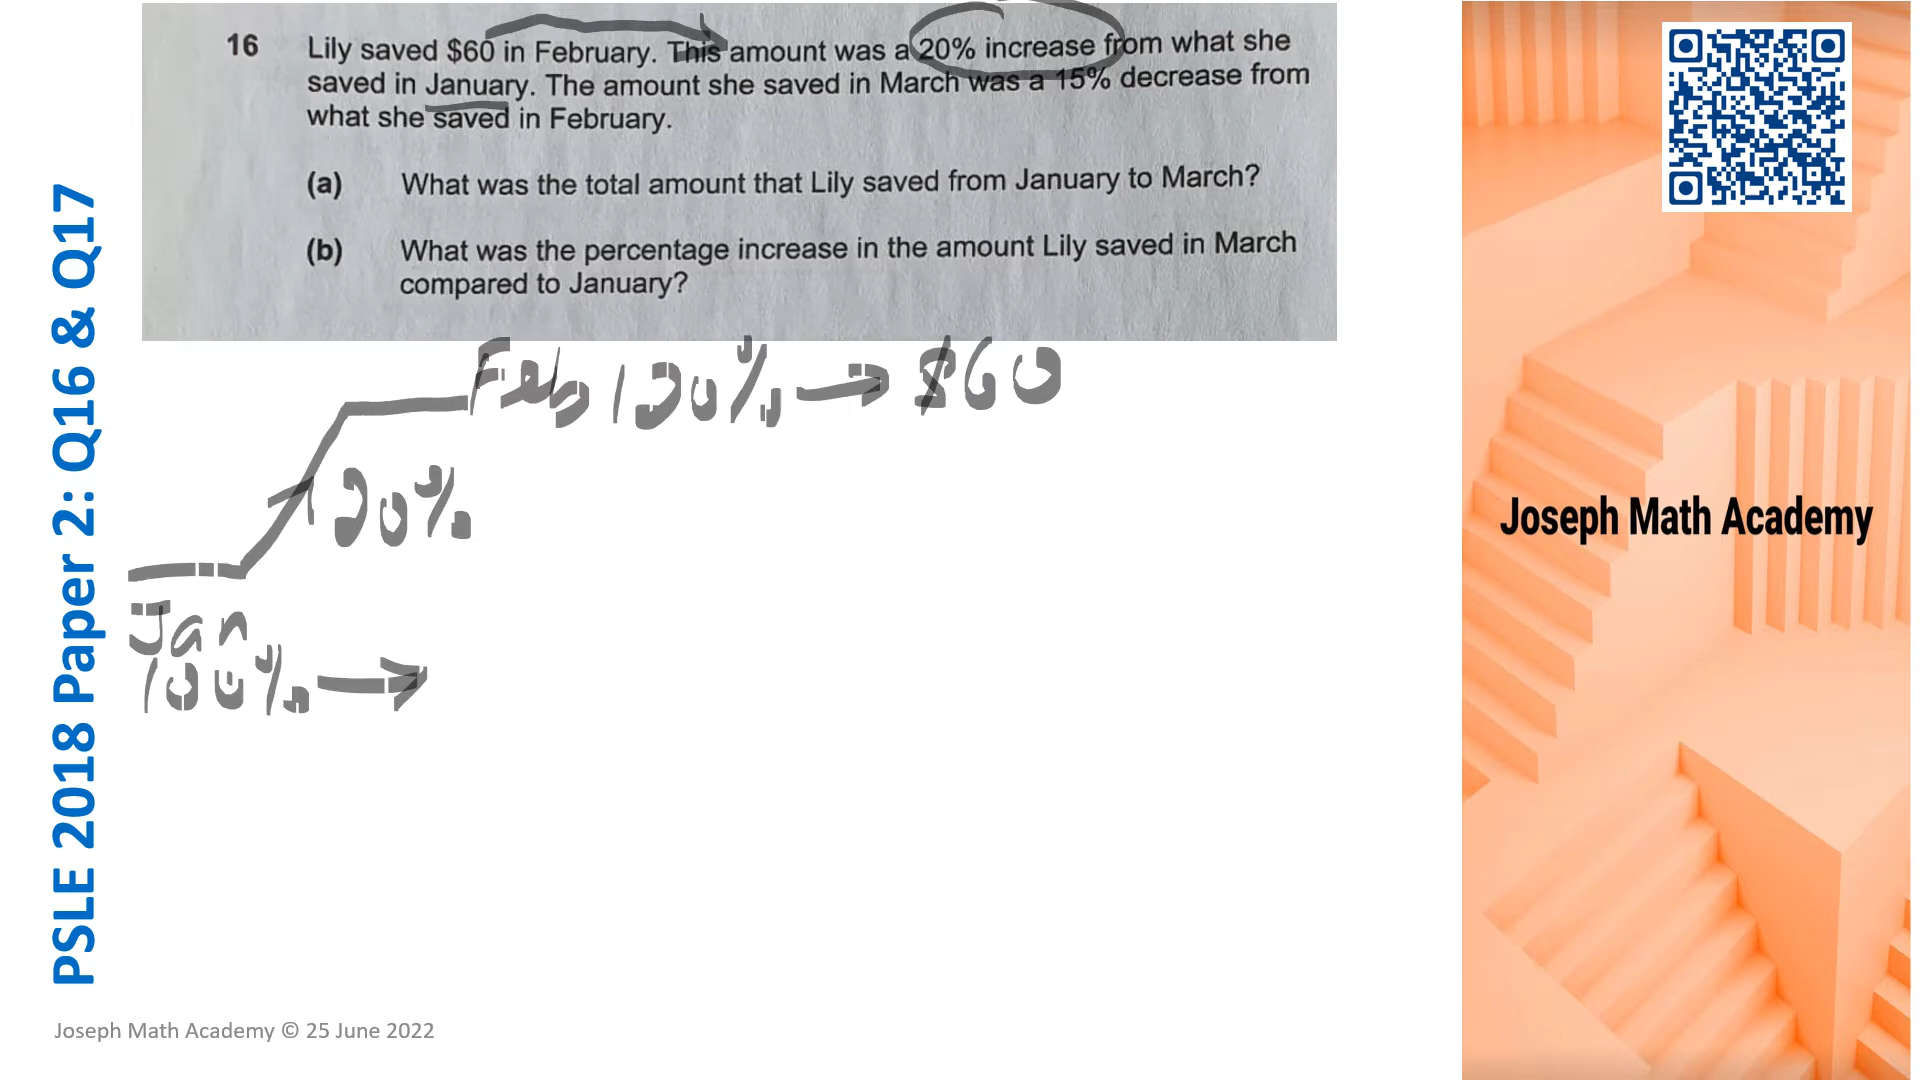 16 Lily saved $60 in February. This amount was a 20% increase from what she
saved in January. The amount she saved in March was a 15% decrease from
what she saved in February.
(a) What was the total amount that Lily saved from January to March?
(b) What was the percentage increase in the amount Lily saved in March
compared to January?
Feb 120% → $60
20%
Jan
100% →
PSLE 2018 Paper 2: Q16 & Q17
Joseph Math Academy
Joseph Math Academy © 25 June 2022